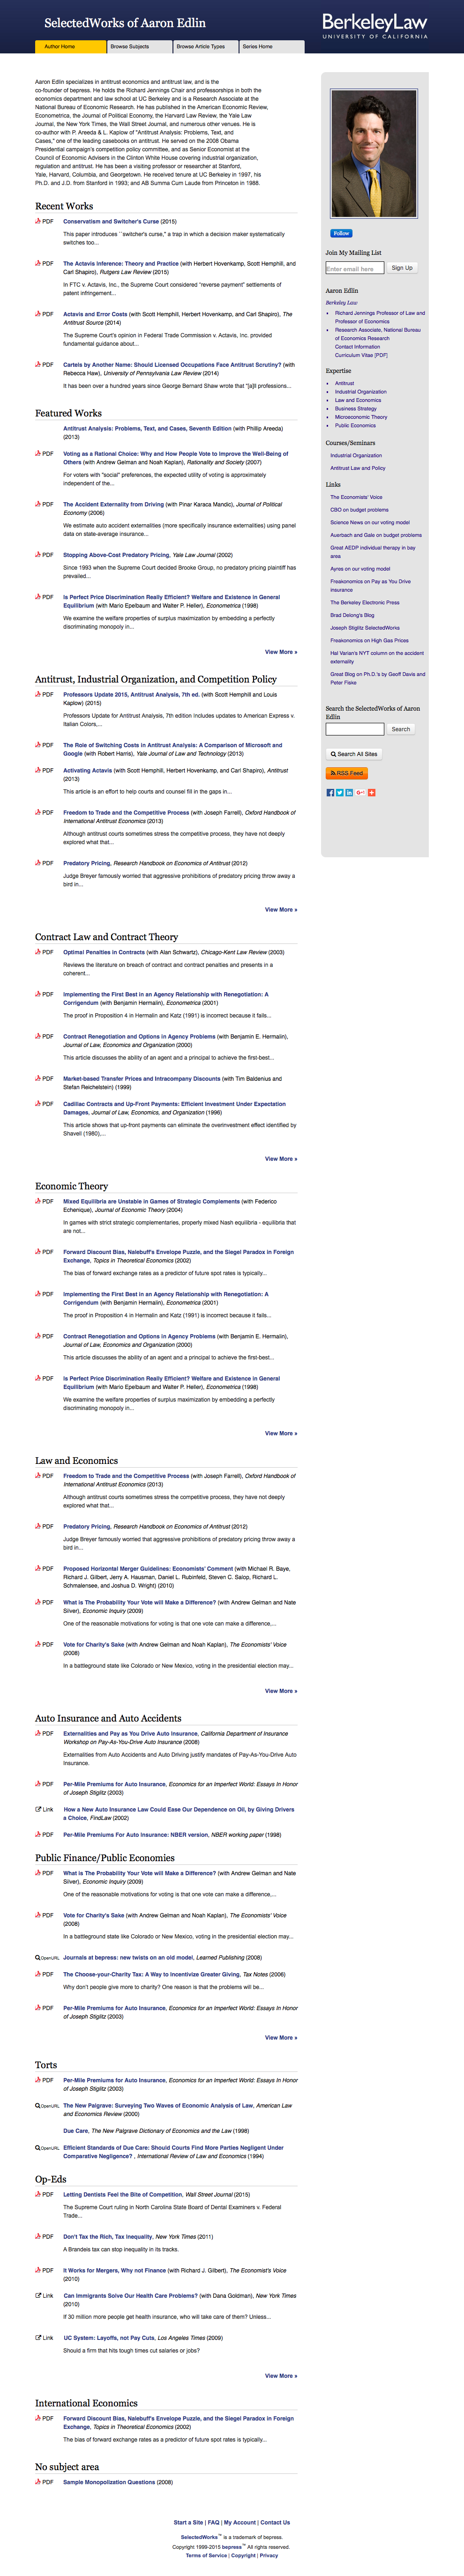 SelectedWorks of Aaron Edlin
BerkeleyLaw
UNIVERSITY OF CALIFORNIA
Author Home
Browse Subjects
Browse Article Types
Series Home
Aaron Edlin specializes in antitrust economics and antitrust law, and is the
co-founder of bepress. He holds the Richard Jennings Chair and professorships in both the
economics department and law school at UC Berkeley and is a Research Associate at the
National Bureau of Economic Research. He has published in the American Economic Review,
Econometrica, the Journal of Political Economy, the Harvard Law Review, the Yale Law
Journal, the New York Times, the Wall Street Journal, and numerous other venues. He is
co-author with P. Areeda & L. Kaplow of "Antitrust Analysis: Problems, Text, and
Cases," one of the leading casebooks on antitrust. He served on the 2008 Obama
Presidential campaign's competition policy committee, and as Senior Economist at the
Council of Economic Advisers in the Clinton White House covering industrial organization,
regulation and antitrust. He has been a visiting professor or researcher at Stanford,
Yale, Harvard, Columbia, and Georgetown. He received tenure at UC Berkeley in 1997, his
Ph.D. and J.D. from Stanford in 1993; and AB Summa Cum Laude from Princeton in 1988.
Recent Works
PDF Conservatism and Switcher's Curse (2015)
This paper introduces ``switcher's curse," a trap in which a decision maker systematically
switches too...
PDF The Actavis Inference: Theory and Practice (with Herbert Hovenkamp, Scott Hemphill, and
Carl Shapiro), Rutgers Law Review (2015)
In FTC v. Actavis, Inc., the Supreme Court considered "reverse payment" settlements of
patent infringement...
PDF Actavis and Error Costs (with Scott Hemphill, Herbert Hovenkamp, and Carl Shapiro), The
Antitrust Source (2014)
The Supreme Court's opinion in Federal Trade Commission v. Actavis, Inc. provided
fundamental guidance about...
PDF Cartels by Another Name: Should Licensed Occupations Face Antitrust Scrutiny? (with
Rebecca Haw), University of Pennsylvania Law Review (2014)
It has been over a hundred years since George Bernard Shaw wrote that "[a]ll professions...
Featured Works
Antitrust Analysis: Problems, Text, and Cases, Seventh Edition (with Phillip Areeda)
(2013)
PDF Voting as a Rational Choice: Why and How People Vote to Improve the Well-Being of
Others (with Andrew Gelman and Noah Kaplan), Rationality and Society (2007)
For voters with "social" preferences, the expected utility of voting is approximately
independent of the...
PDF The Accident Externality from Driving (with Pinar Karaca Mandic), Journal of Political
Economy (2006)
We estimate auto accident externalities (more specifically insurance externalities) using panel
data on state-average insurance...
PDF Stopping Above-Cost Predatory Pricing, Yale Law Journal (2002)
Since 1993 when the Supreme Court decided Brooke Group, no predatory pricing plaintiff has
prevailed...
PDF Is Perfect Price Discrimination Really Efficient? Welfare and Existence in General
Equilibrium (with Mario Epelbaum and Walter P. Heller), Econometrica (1998)
We examine the welfare properties of surplus maximization by embedding a perfectly
discriminating monopoly in...
View More »
Antitrust, Industrial Organization, and Competition Policy
PDF Professors Update 2015, Antitrust Analysis, 7th ed. (with Scott Hemphill and Louis
Kaplow) (2015)
Professors Update for Antitrust Analysis, 7th edition includes updates to American Express v.
Italian Colors,...
PDF The Role of Switching Costs in Antitrust Analysis: A Comparison of Microsoft and
Google (with Robert Harris), Yale Journal of Law and Technology (2013)
PDF Activating Actavis (with Scott Hemphill, Herbert Hovenkamp, and Carl Shapiro), Antitrust
(2013)
This article is an effort to help courts and counsel fill in the gaps in...
PDF Freedom to Trade and the Competitive Process (with Joseph Farrell), Oxford Handbook of
International Antitrust Economics (2013)
Although antitrust courts sometimes stress the competitive process, they have not deeply
explored what that...
PDF Predatory Pricing, Research Handbook on Economics of Antitrust (2012)
Judge Breyer famously worried that aggressive prohibitions of predatory pricing throw away a
bird in...
View More »
Contract Law and Contract Theory
PDF Optimal Penalties in Contracts (with Alan Schwartz), Chicago-Kent Law Review (2003)
Reviews the literature on breach of contract and contract penalties and presents in a
coherent...
PDF Implementing the First Best in an Agency Relationship with Renegotiation: A
Corrigendum (with Benjamin Hermalin), Econometrica (2001)
The proof in Proposition 4 in Hermalin and Katz (1991) is incorrect because it fails...
PDF Contract Renegotiation and Options in Agency Problems (with Benjamin E. Hermalin),
Journal of Law, Economics and Organization (2000)
This article discusses the ability of an agent and a principal to achieve the first-best...
PDF Market-based Transfer Prices and Intracompany Discounts (with Tim Baldenius and
Stefan Reichelstein) (1999)
PDF Cadillac Contracts and Up-Front Payments: Efficient Investment Under Expectation
Damages, Journal of Law, Economics, and Organization (1996)
This article shows that up-front payments can eliminate the overinvestment effect identified by
Shavell (1980),...
View More »
Economic Theory
PDF Mixed Equilibria are Unstable in Games of Strategic Complements (with Federico
Echenique), Journal of Economic Theory (2004)
In games with strict strategic complementaries, properly mixed Nash equilibria - equilibria that
are not...
PDF Forward Discount Bias, Nalebuff's Envelope Puzzle, and the Siegel Paradox in Foreign
Exchange, Topics in Theoretical Economics (2002)
The bias of forward exchange rates as a predictor of future spot rates is typically...
PDF Implementing the First Best in an Agency Relationship with Renegotiation: A
Corrigendum (with Benjamin Hermalin), Econometrica (2001)
The proof in Proposition 4 in Hermalin and Katz (1991) is incorrect because it fails...
PDF Contract Renegotiation and Options in Agency Problems (with Benjamin E. Hermalin),
Journal of Law, Economics and Organization (2000)
This article discusses the ability of an agent and a principal to achieve the first-best...
PDF Is Perfect Price Discrimination Really Efficient? Welfare and Existence in General
Equilibrium (with Mario Epelbaum and Walter P. Heller), Econometrica (1998)
We examine the welfare properties of surplus maximization by embedding a perfectly
discriminating monopoly in...
View More »
Law and Economics
PDF Freedom to Trade and the Competitive Process (with Joseph Farrell), Oxford Handbook of
International Antitrust Economics (2013)
Although antitrust courts sometimes stress the competitive process, they have not deeply
explored what that...
PDF Predatory Pricing, Research Handbook on Economics of Antitrust (2012)
Judge Breyer famously worried that aggressive prohibitions of predatory pricing throw away a
bird in...
PDF Proposed Horizontal Merger Guidelines: Economists' Comment (with Michael R. Baye,
Richard J. Gilbert, Jerry A. Hausman, Daniel L. Rubinfeld, Steven C. Salop, Richard L.
Schmalensee, and Joshua D. Wright) (2010)
PDF What is The Probability Your Vote will Make a Difference? (with Andrew Gelman and Nate
Silver), Economic Inquiry (2009)
One of the reasonable motivations for voting is that one vote can make a difference,...
PDF Vote for Charity's Sake (with Andrew Gelman and Noah Kaplan), The Economists' Voice
(2008)
In a battleground state like Colorado or New Mexico, voting in the presidential election may...
View More »
Auto Insurance and Auto Accidents
PDF Externalities and Pay as You Drive Auto Insurance, California Department of Insurance
Workshop on Pay-As-You-Drive Auto Insurance (2008)
Externalities from Auto Accidents and Auto Driving justify mandates of Pay-As-You-Drive Auto
Insurance.
PDF Per-Mile Premiums for Auto Insurance, Economics for an Imperfect World: Essays In Honor
of Joseph Stiglitz (2003)
Link How a New Auto Insurance Law Could Ease Our Dependence on Oil, by Giving Drivers
a Choice, FindLaw (2002)
PDF Per-Mile Premiums For Auto Insurance: NBER version, NBER working paper (1998)
Public Finance/Public Economies
PDF What is The Probability Your Vote will Make a Difference? (with Andrew Gelman and Nate
Silver), Economic Inquiry (2009)
One of the reasonable motivations for voting is that one vote can make a difference,...
PDF Vote for Charity's Sake (with Andrew Gelman and Noah Kaplan), The Economists' Voice
(2008)
In a battleground state like Colorado or New Mexico, voting in the presidential election may...
OpenURL Journals at bepress: new twists on an old model, Learned Publishing (2008)
PDF The Choose-your-Charity Tax: A Way to Incentivize Greater Giving, Tax Notes (2006)
Why don't people give more to charity? One reason is that the problems will be...
PDF Per-Mile Premiums for Auto Insurance, Economics for an Imperfect World: Essays In Honor
of Joseph Stiglitz (2003)
View More »
Torts
PDF Per-Mile Premiums for Auto Insurance, Economics for an Imperfect World: Essays In Honor
of Joseph Stiglitz (2003)
OpenURL The New Palgrave: Surveying Two Waves of Economic Analysis of Law, American Law
and Economics Review (2000)
Due Care, The New Palgrave Dictionary of Economics and the Law (1998)
OpenURL Efficient Standards of Due Care: Should Courts Find More Parties Negligent Under
Comparative Negligence? , International Review of Law and Economics (1994)
Op-Eds
PDF Letting Dentists Feel the Bite of Competition, Wall Street Journal (2015)
The Supreme Court ruling in North Carolina State Board of Dental Examiners v. Federal
Trade...
PDF Don't Tax the Rich, Tax Inequality, New York Times (2011)
A Brandeis tax can stop inequality in its tracks.
PDF It Works for Mergers, Why not Finance (with Richard J. Gilbert), The Economist's Voice
(2010)
Link Can Immigrants Solve Our Health Care Problems? (with Dana Goldman), New York Times
(2010)
If 30 million more people get health insurance, who will take care of them? Unless...
Link UC System: Layoffs, not Pay Cuts, Los Angeles Times (2009)
Should a firm that hits tough times cut salaries or jobs?
View More »
International Economics
PDF Forward Discount Bias, Nalebuff's Envelope Puzzle, and the Siegel Paradox in Foreign
Exchange, Topics in Theoretical Economics (2002)
The bias of forward exchange rates as a predictor of future spot rates is typically...
No subject area
PDF Sample Monopolization Questions (2008)
Follow
Join My Mailing List
Enter email here
Sign Up
Aaron Edlin
Berkeley Law
Richard Jennings Professor of Law and
Professor of Economics
Research Associate, National Bureau
of Economics Research
Contact Information
Curriculum Vitae [PDF]
Expertise
Antitrust
Industrial Organization
Law and Economics
Business Strategy
Microeconomic Theory
Public Economics
Courses/Seminars
Industrial Organization
Antitrust Law and Policy
Links
The Economists' Voice
CBO on budget problems
Science News on our voting model
Auerbach and Gale on budget problems
Great AEDP individual therapy in bay
area
Ayres on our voting model
Freakonomics on Pay as You Drive
insurance
The Berkeley Electronic Press
Brad Delong's Blog
Joseph Stiglitz SelectedWorks
Freakonomics on High Gas Prices
Hal Varian's NYT column on the accident
externality
Great Blog on Ph.D.'s by Geoff Davis and
Peter Fiske
Search the SelectedWorks of Aaron
Edlin
Search
Search All Sites
RSS Feed
Start a Site | FAQ | My Account | Contact Us
SelectedWorks™ is a trademark of bepress.
Copyright 1999-2015 bepress™ All rights reserved.
Terms of Service | Copyright | Privacy